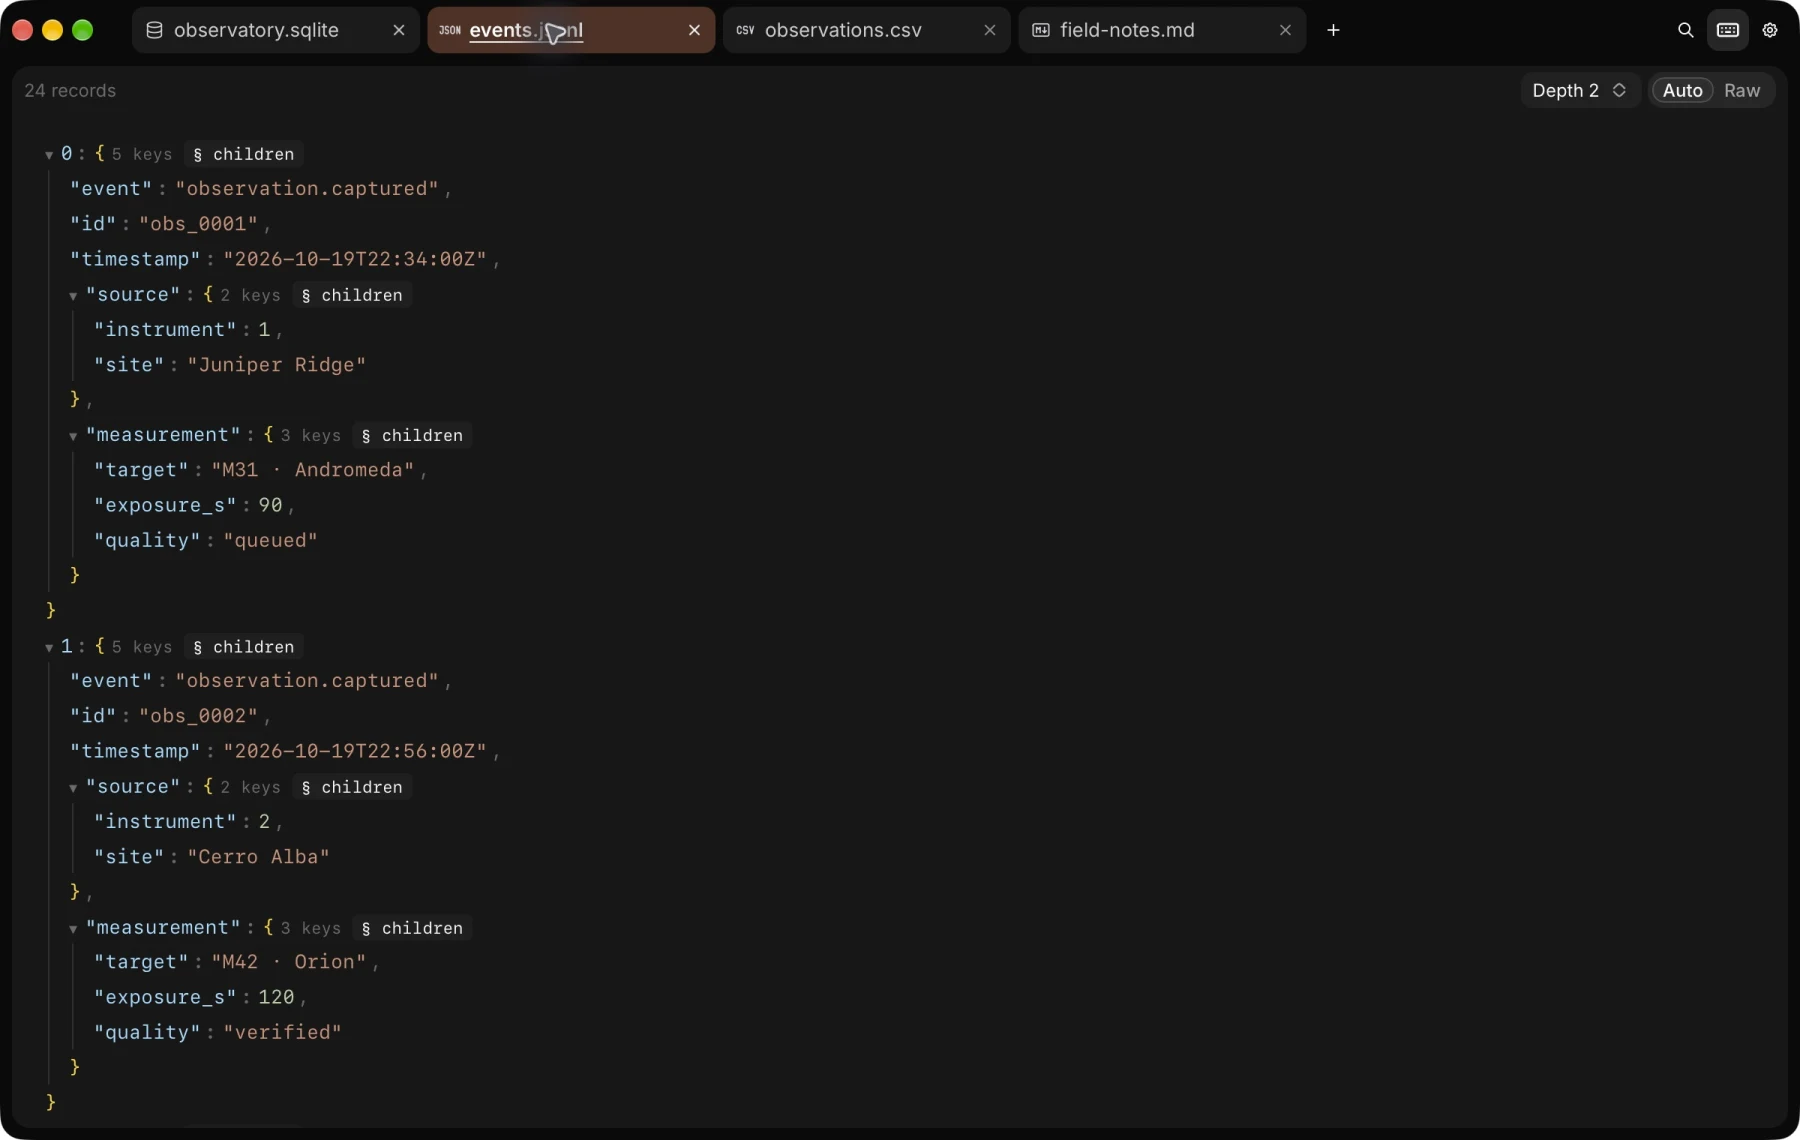 observatory.sqlite
JSON events.jsonl
CSV observations.csv
field-notes.md
24 records
Depth 2
Auto Raw
0: { 5 keys § children
"event": "observation.captured",
"id": "obs_0001",
"timestamp": "2026-10-19T22:34:00Z",
"source": { 2 keys § children
"instrument": 1,
"site": "Juniper Ridge"
},
"measurement": { 3 keys § children
"target": "M31 · Andromeda",
"exposure_s": 90,
"quality": "queued"
}
}
1: { 5 keys § children
"event": "observation.captured",
"id": "obs_0002",
"timestamp": "2026-10-19T22:56:00Z",
"source": { 2 keys § children
"instrument": 2,
"site": "Cerro Alba"
},
"measurement": { 3 keys § children
"target": "M42 · Orion",
"exposure_s": 120,
"quality": "verified"
}
}